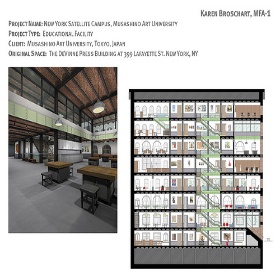 Karen Broschart, MFA-1
Project Name: New York Satellite Campus, Musashino Art University
Project Type: Educational Facility
Client: Musashino Art University, Tokyo, Japan
Original Space: The DeVinne Press Building at 399 Lafayette St. New York, NY